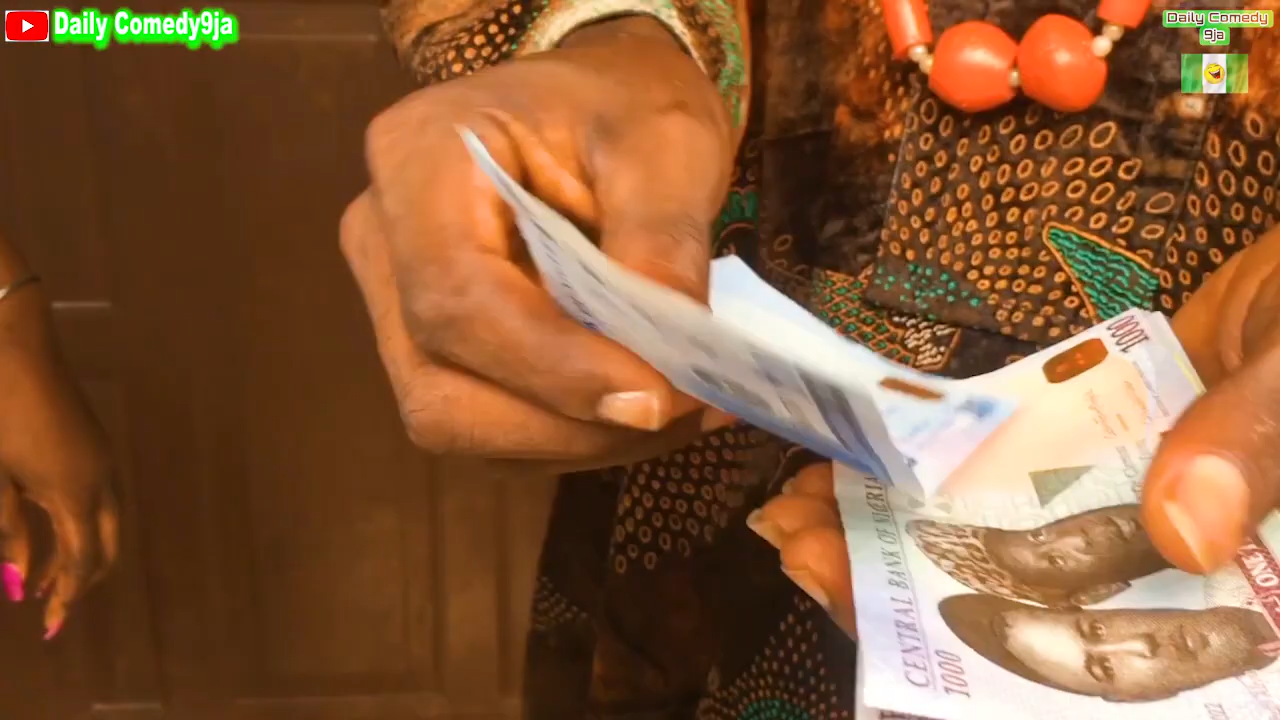 Daily Comedy9ja
Daily Comedy
9ja
1000
CENTRAL BANK OF NIGERIA
1000